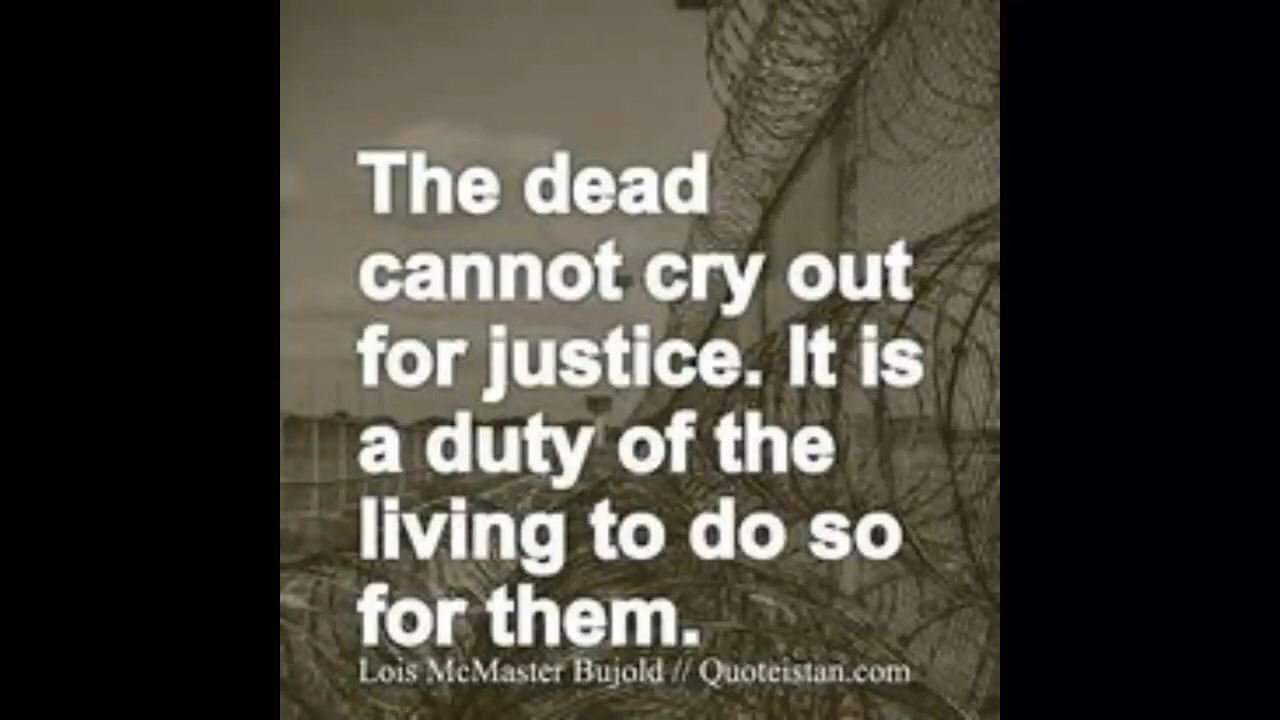 The dead
cannot cry out
for justice. It is
a duty of the
living to do so
for them.
Lois McMaster Bujold // Quoteistan.com